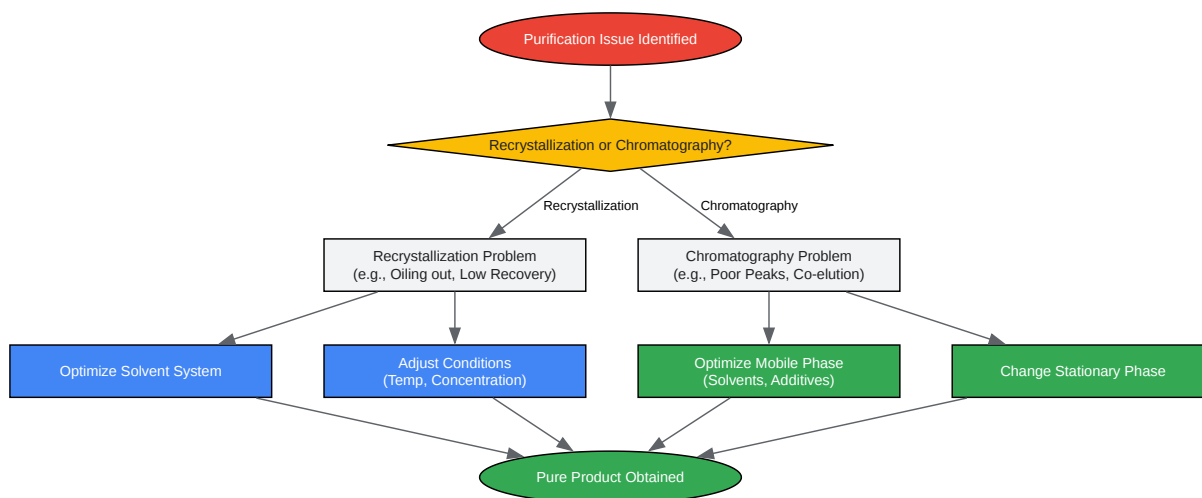 Purification Issue Identified
Recrystallization or Chromatography?
Recrystallization
Chromatography
Recrystallization Problem
(e.g., Oiling out, Low Recovery)
Chromatography Problem
(e.g., Poor Peaks, Co-elution)
Optimize Solvent System
Adjust Conditions
(Temp, Concentration)
Optimize Mobile Phase
(Solvents, Additives)
Change Stationary Phase
Pure Product Obtained